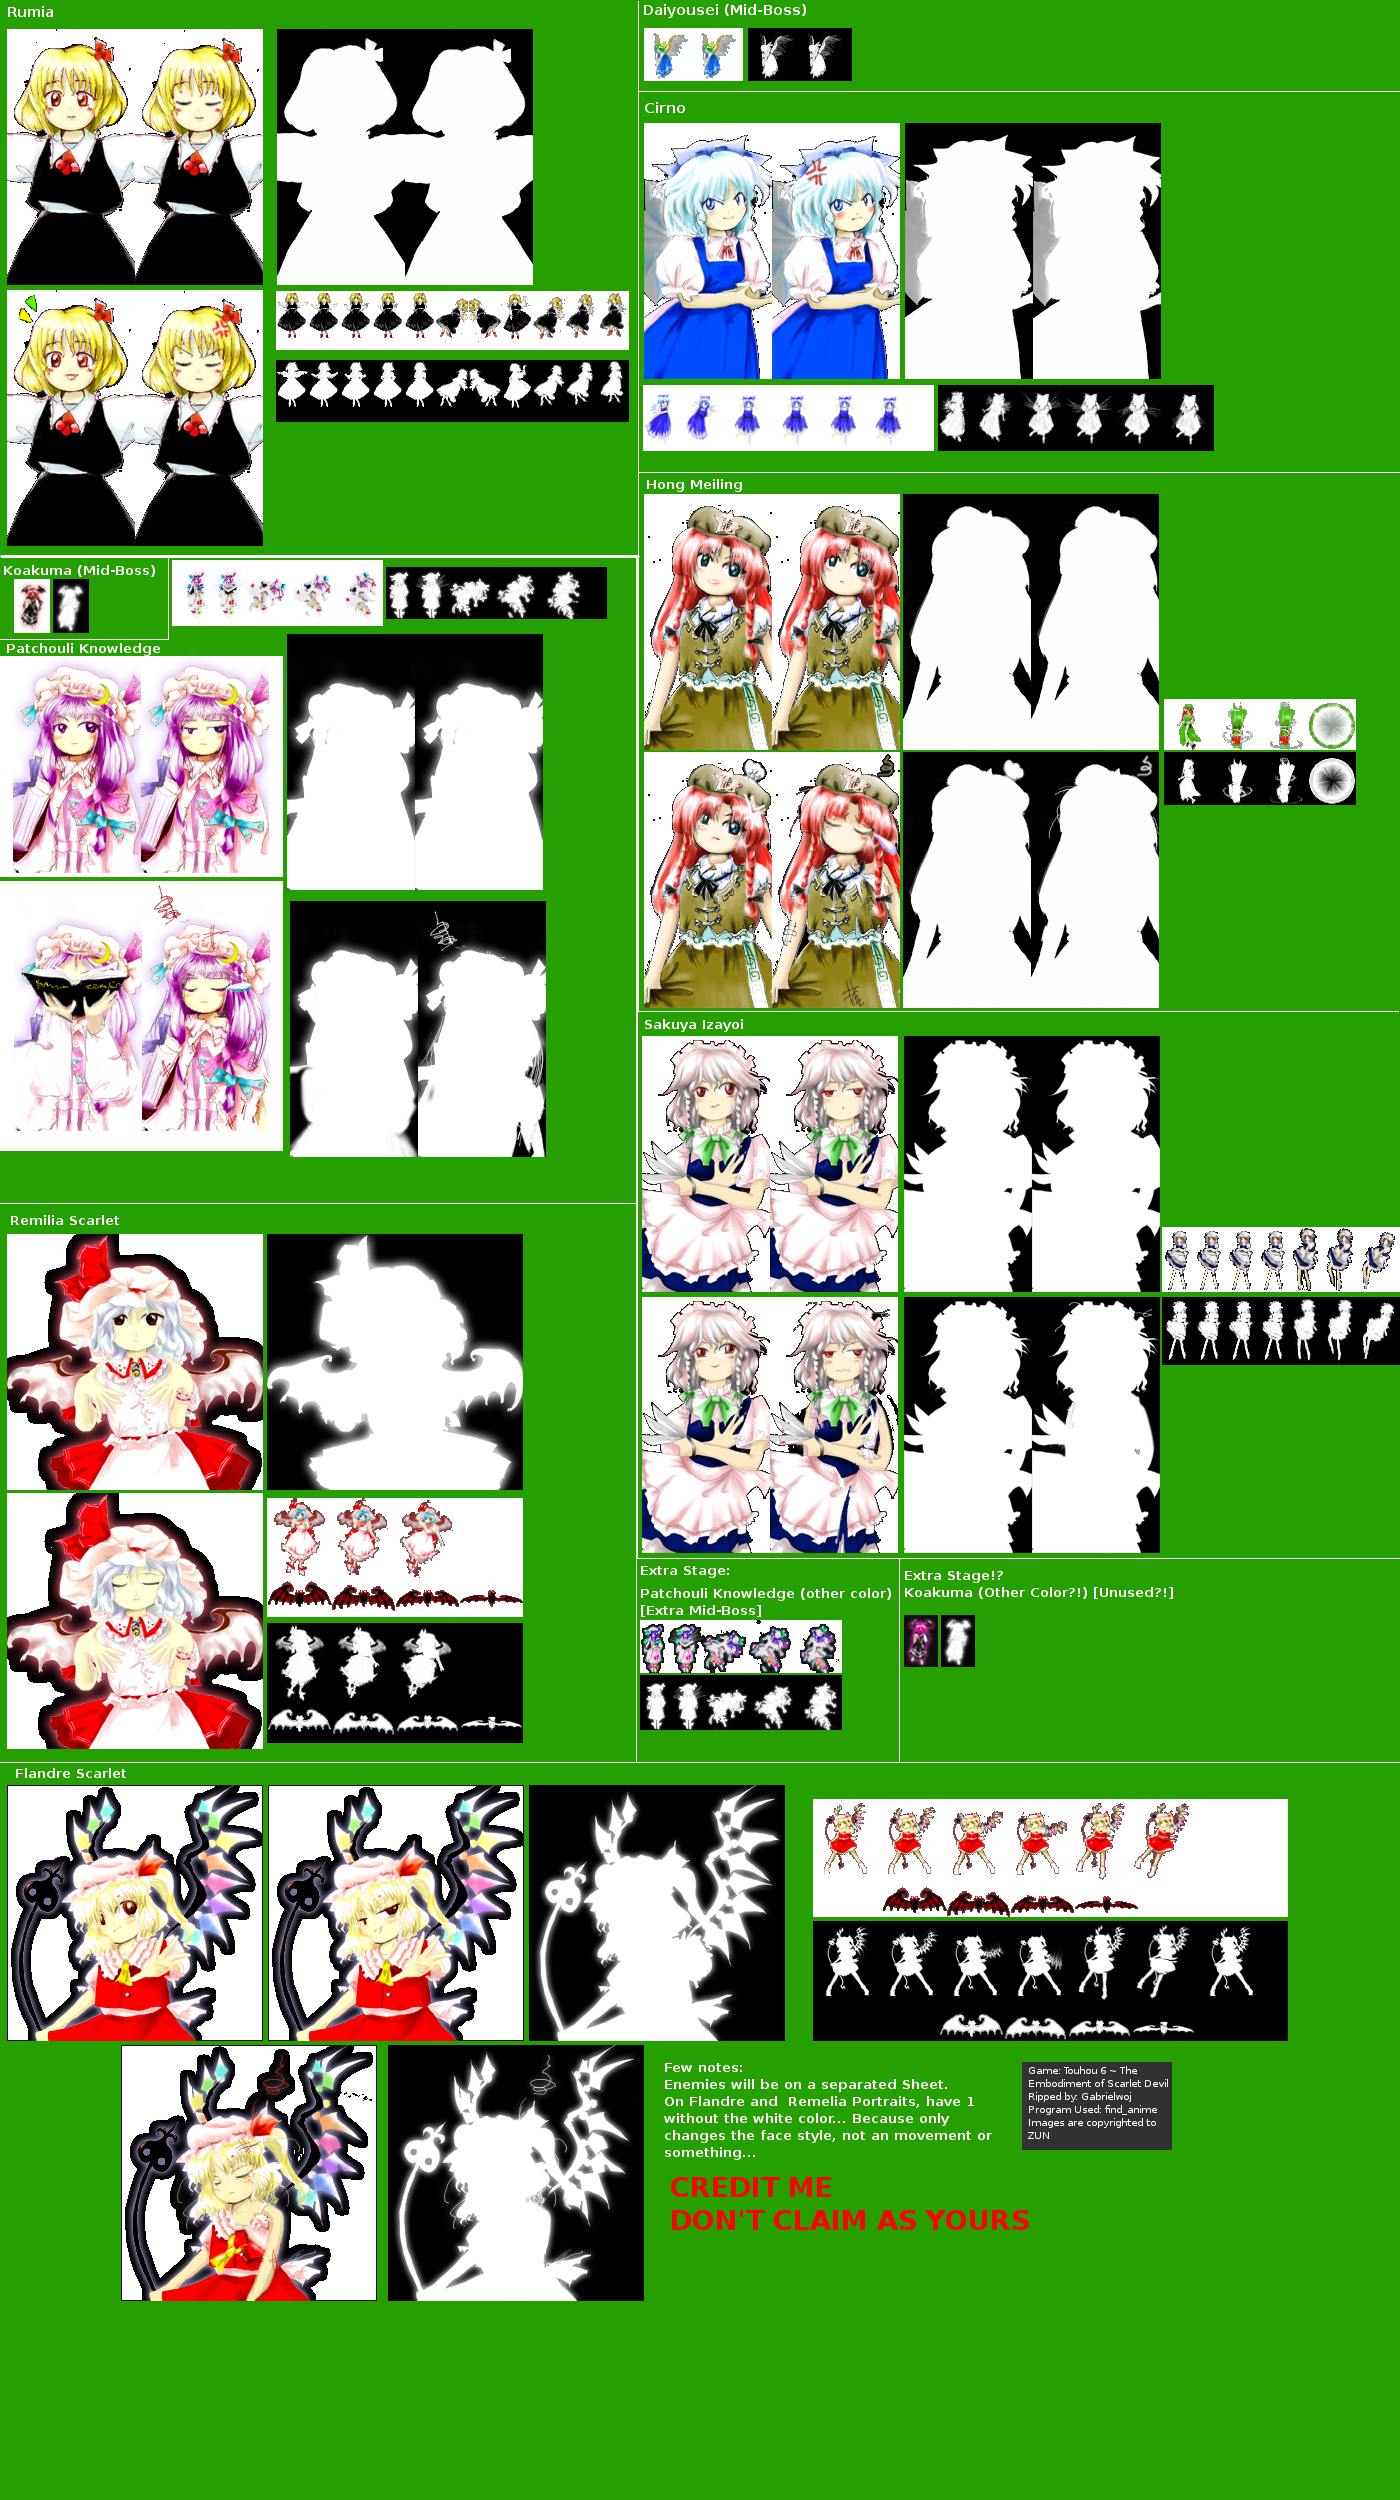 Rumia
Daiyousei (Mid-Boss)
Cirno
Hong Meiling
Koakuma (Mid-Boss)
Patchouli Knowledge
Sakuya Izayoi
Remilia Scarlet
Extra Stage:
Patchouli Knowledge (other color)
[Extra Mid-Boss]
Extra Stage!?
Koakuma (Other Color?!) [Unused?!]
Flandre Scarlet
Few notes:
Enemies will be on a separated Sheet.
On Flandre and  Remelia Portraits, have 1
without the white color... Because only
changes the face style, not an movement or
something...
CREDIT ME
DON'T CLAIM AS YOURS
Game: Touhou 6 ~ The
Embodiment of Scarlet Devil
Ripped by: Gabrielwoj
Program Used: find_anime
Images are copyrighted to
ZUN